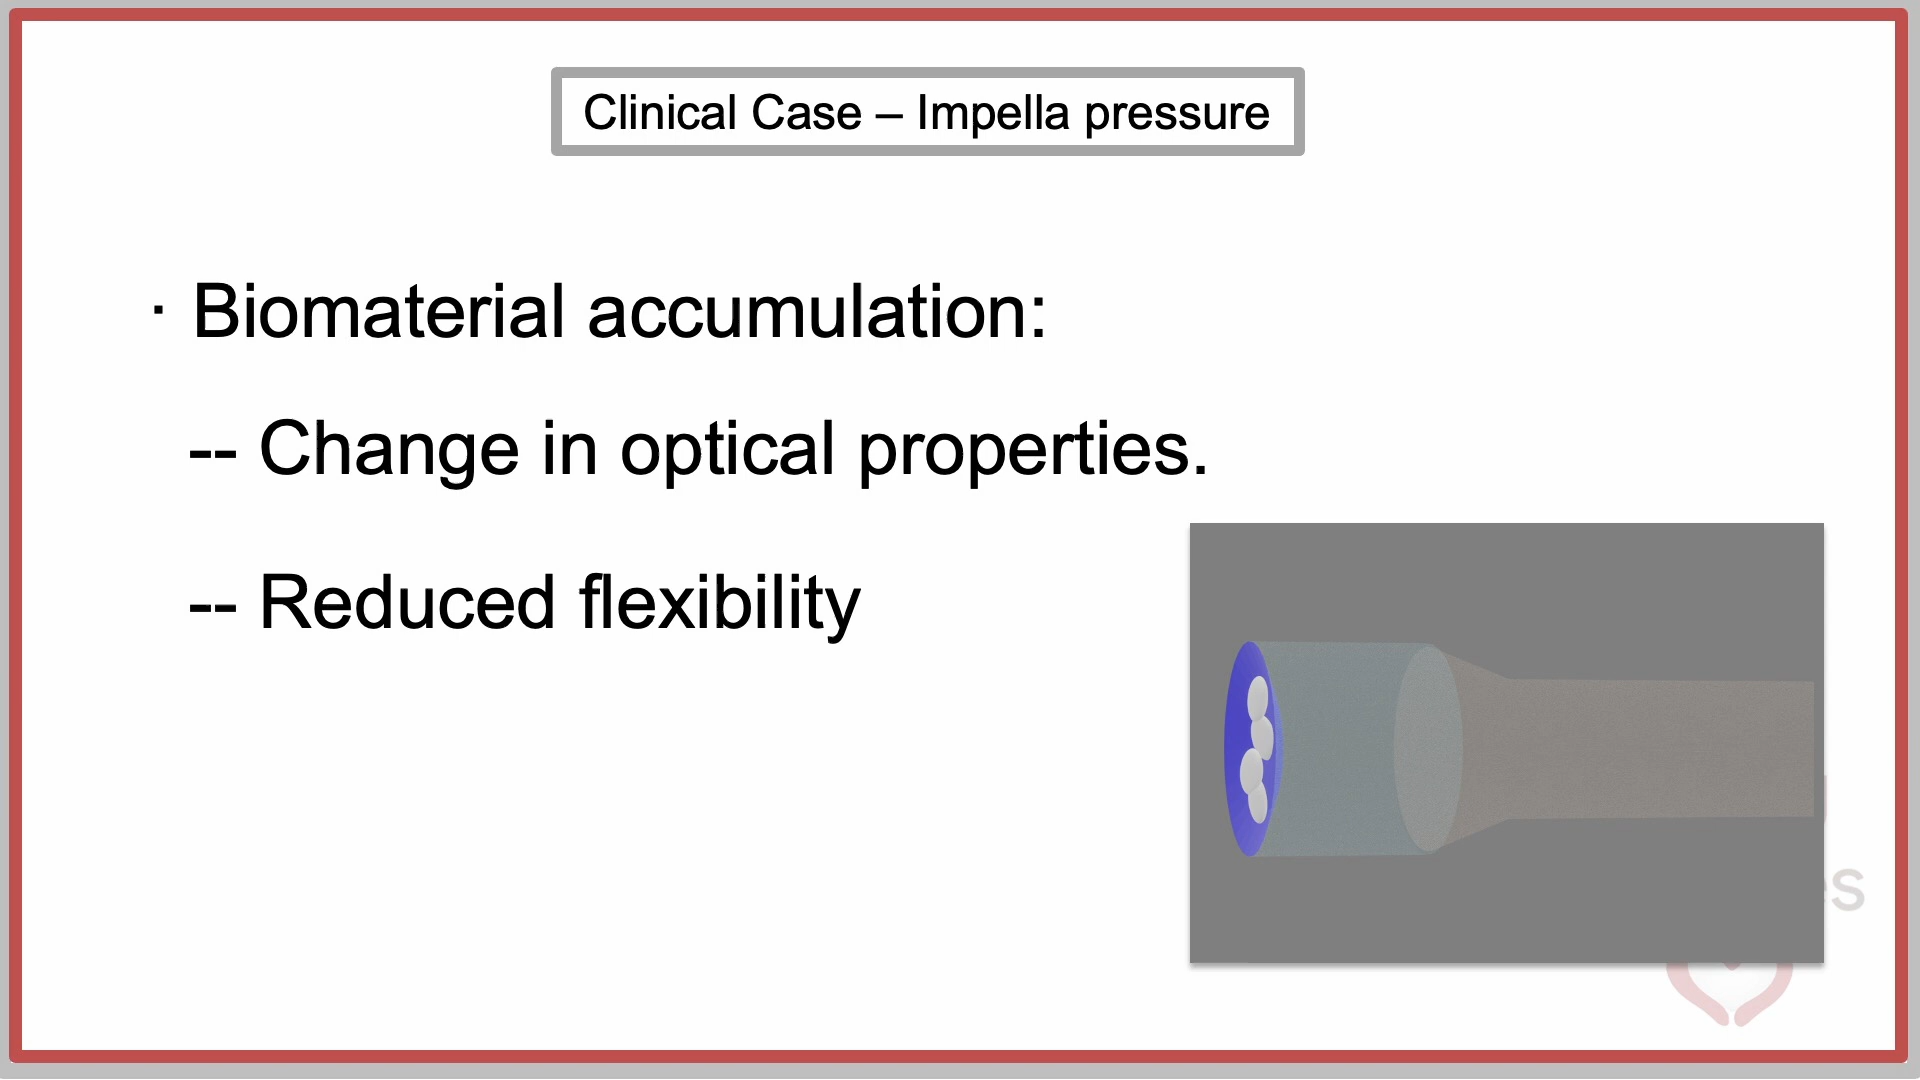 Clinical Case – Impella pressure
· Biomaterial accumulation:
-- Change in optical properties.
-- Reduced flexibility